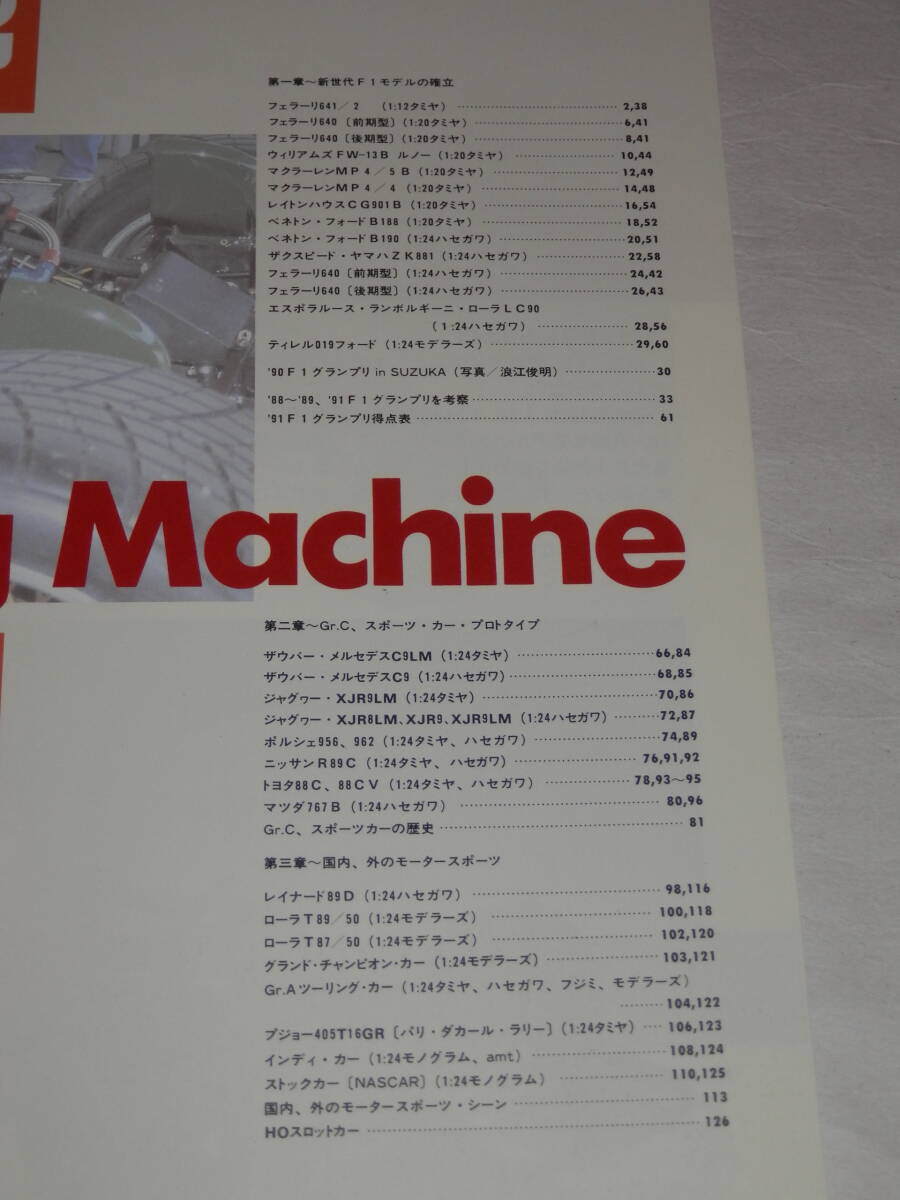 第一章～新世代F1モデルの確立
フェラーリ641／2 (1:12タミヤ) 2,38
フェラーリ640〔前期型〕(1:20タミヤ) 6,41
フェラーリ640〔後期型〕(1:20タミヤ) 8,41
ウィリアムズFW-13B ルノー(1:20タミヤ) 10,44
マクラーレンMP4／5B (1:20タミヤ) 12,49
マクラーレンMP4／4 (1:20タミヤ) 14,48
レイトンハウスCG901B (1:20タミヤ) 16,54
ベネトン・フォードB188 (1:20タミヤ) 18,52
ベネトン・フォードB190 (1:24ハセガワ) 20,51
ザクスピード・ヤマハZK881 (1:24ハセガワ) 22,58
フェラーリ640〔前期型〕(1:24ハセガワ) 24,42
フェラーリ640〔後期型〕(1:24ハセガワ) 26,43
エスポラルース・ランボルギーニ・ローラLC90
(1:24ハセガワ) 28,56
ティレル019フォード (1:24モデラーズ) 29,60
'90F1グランプリ in SUZUKA (写真／浪江俊明) 30
'88～'89、'91F1グランプリを考察 33
'91F1グランプリ得点表 61
Machine
第二章～Gr.C、スポーツ・カー・プロトタイプ
ザウバー・メルセデスC9LM (1:24タミヤ) 66,84
ザウバー・メルセデスC9 (1:24ハセガワ) 68,85
ジャグヮー・XJR9LM (1:24タミヤ) 70,86
ジャグヮー・XJR8LM、XJR9、XJR9LM (1:24ハセガワ) 72,87
ポルシェ956、962 (1:24タミヤ、ハセガワ) 74,89
ニッサンR89C (1:24タミヤ、ハセガワ) 76,91,92
トヨタ88C、88CV (1:24タミヤ、ハセガワ) 78,93～95
マツダ767B (1:24ハセガワ) 80,96
Gr.C、スポーツカーの歴史 81
第三章～国内、外のモータースポーツ
レイナード89D (1:24ハセガワ) 98,116
ローラT89／50 (1:24モデラーズ) 100,118
ローラT87／50 (1:24モデラーズ) 102,120
グランド・チャンピオン・カー (1:24モデラーズ) 103,121
Gr.Aツーリング・カー (1:24タミヤ、ハセガワ、フジミ、モデラーズ)
104,122
プジョー405T16GR〔パリ・ダカール・ラリー〕(1:24タミヤ) 106,123
インディ・カー (1:24モノグラム、amt) 108,124
ストックカー〔NASCAR〕(1:24モノグラム) 110,125
国内、外のモータースポーツ・シーン 113
HOスロットカー 126